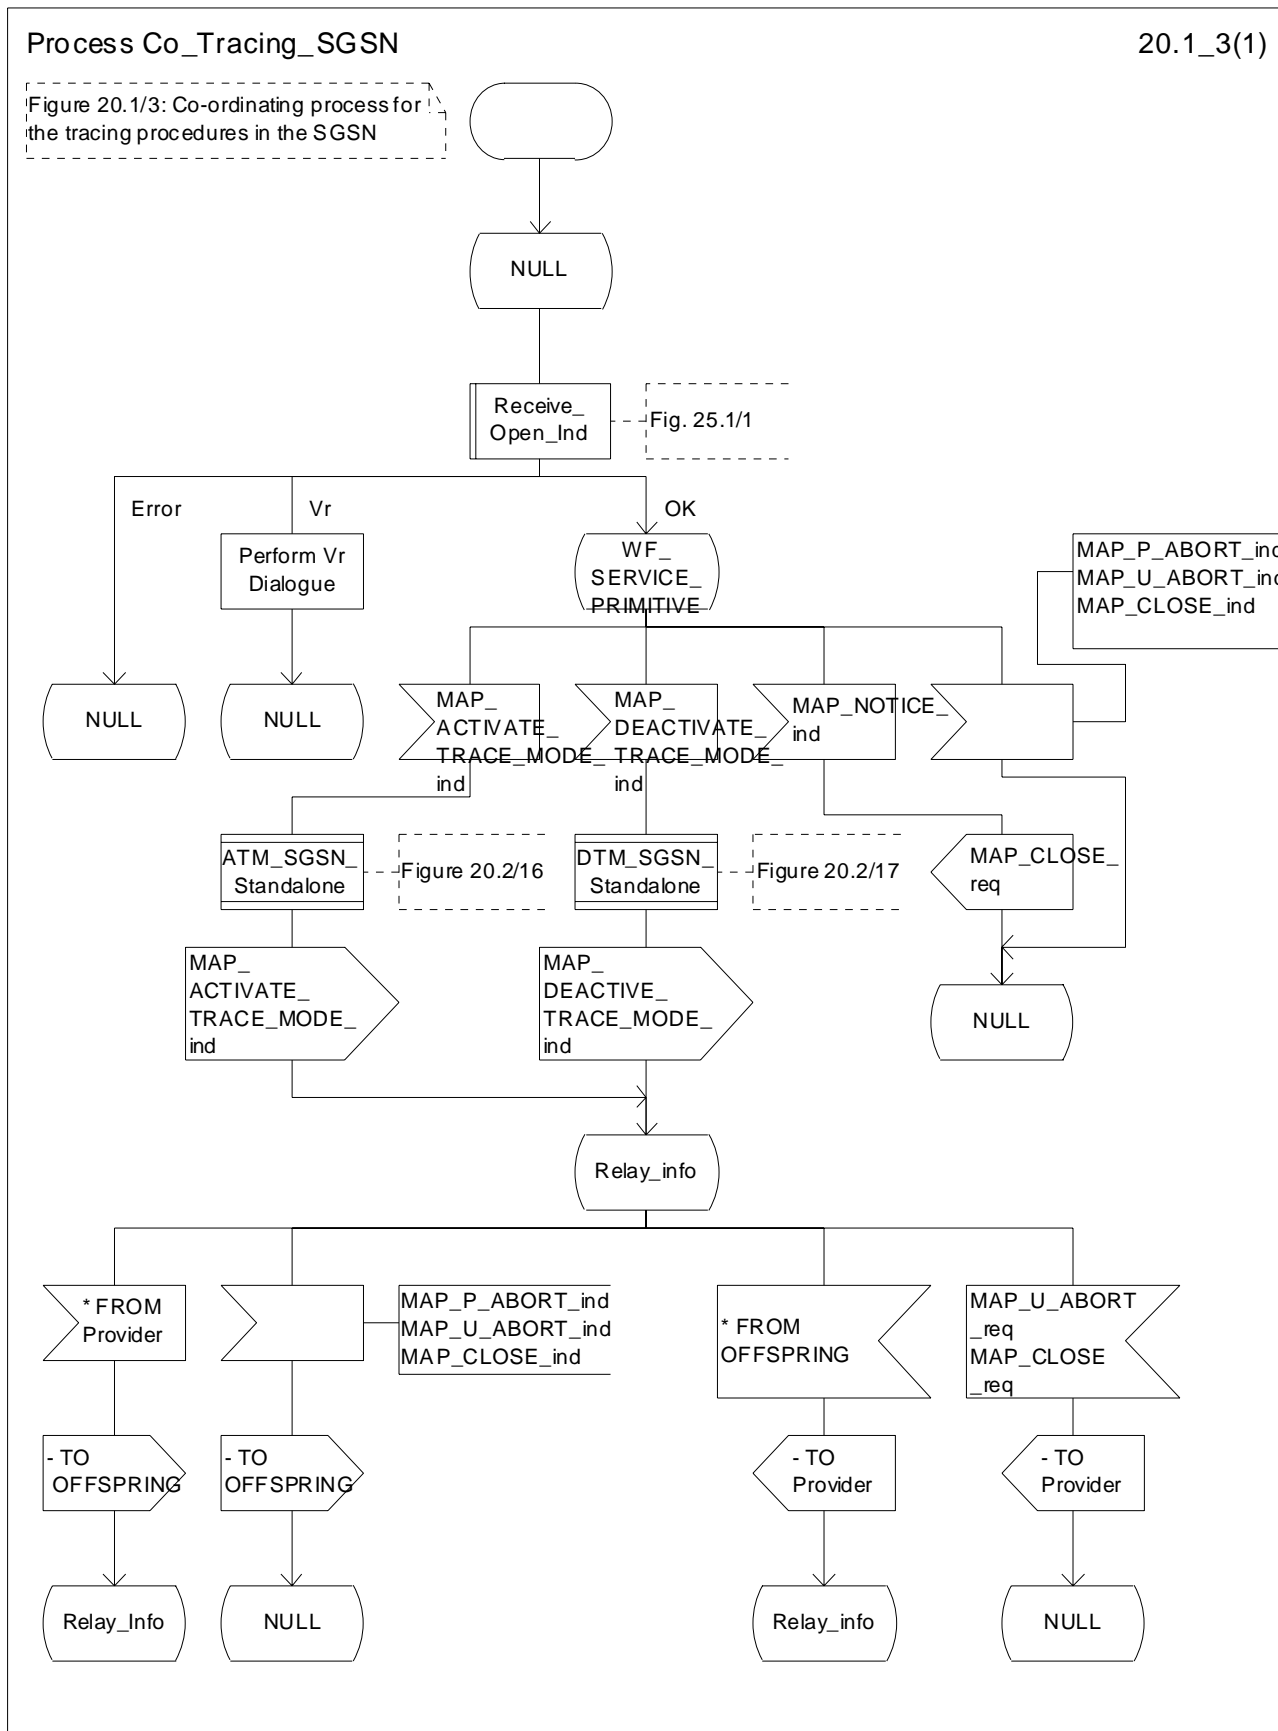 Process Co_Tracing_SGSN
20.1_3(1)
Figure 20.1/3: Co-ordinating process for
the tracing procedures in the SGSN
NULL
Receive_
Open_Ind
Fig. 25.1/1
Error
Vr
OK
Perform Vr
Dialogue
WF_
SERVICE_
PRIMITIVE
MAP_P_ABORT_ind
MAP_U_ABORT_ind
MAP_CLOSE_ind
NULL
NULL
MAP_
ACTIVATE_
TRACE_MODE_
ind
MAP_
DEACTIVATE_
TRACE_MODE_
ind
MAP_NOTICE_
ind
ATM_SGSN_
Standalone
Figure 20.2/16
DTM_SGSN_
Standalone
Figure 20.2/17
MAP_CLOSE_
req
MAP_
ACTIVATE_
TRACE_MODE_
ind
MAP_
DEACTIVE_
TRACE_MODE_
ind
NULL
Relay_info
* FROM
Provider
MAP_P_ABORT_ind
MAP_U_ABORT_ind
MAP_CLOSE_ind
* FROM
OFFSPRING
MAP_U_ABORT
_req
MAP_CLOSE
_req
- TO
OFFSPRING
- TO
OFFSPRING
- TO
Provider
- TO
Provider
Relay_Info
NULL
Relay_info
NULL